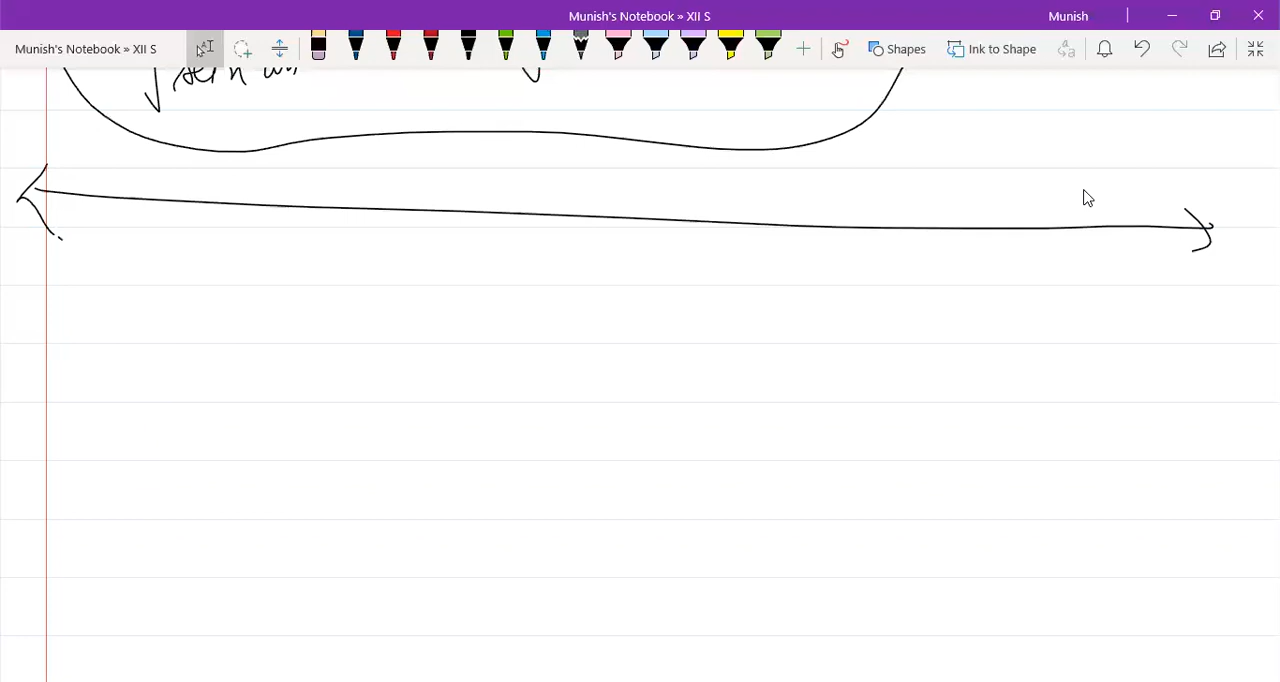 Munish's Notebook » XII S
Munish
Munish's Notebook » XII S
Shapes
Ink to Shape